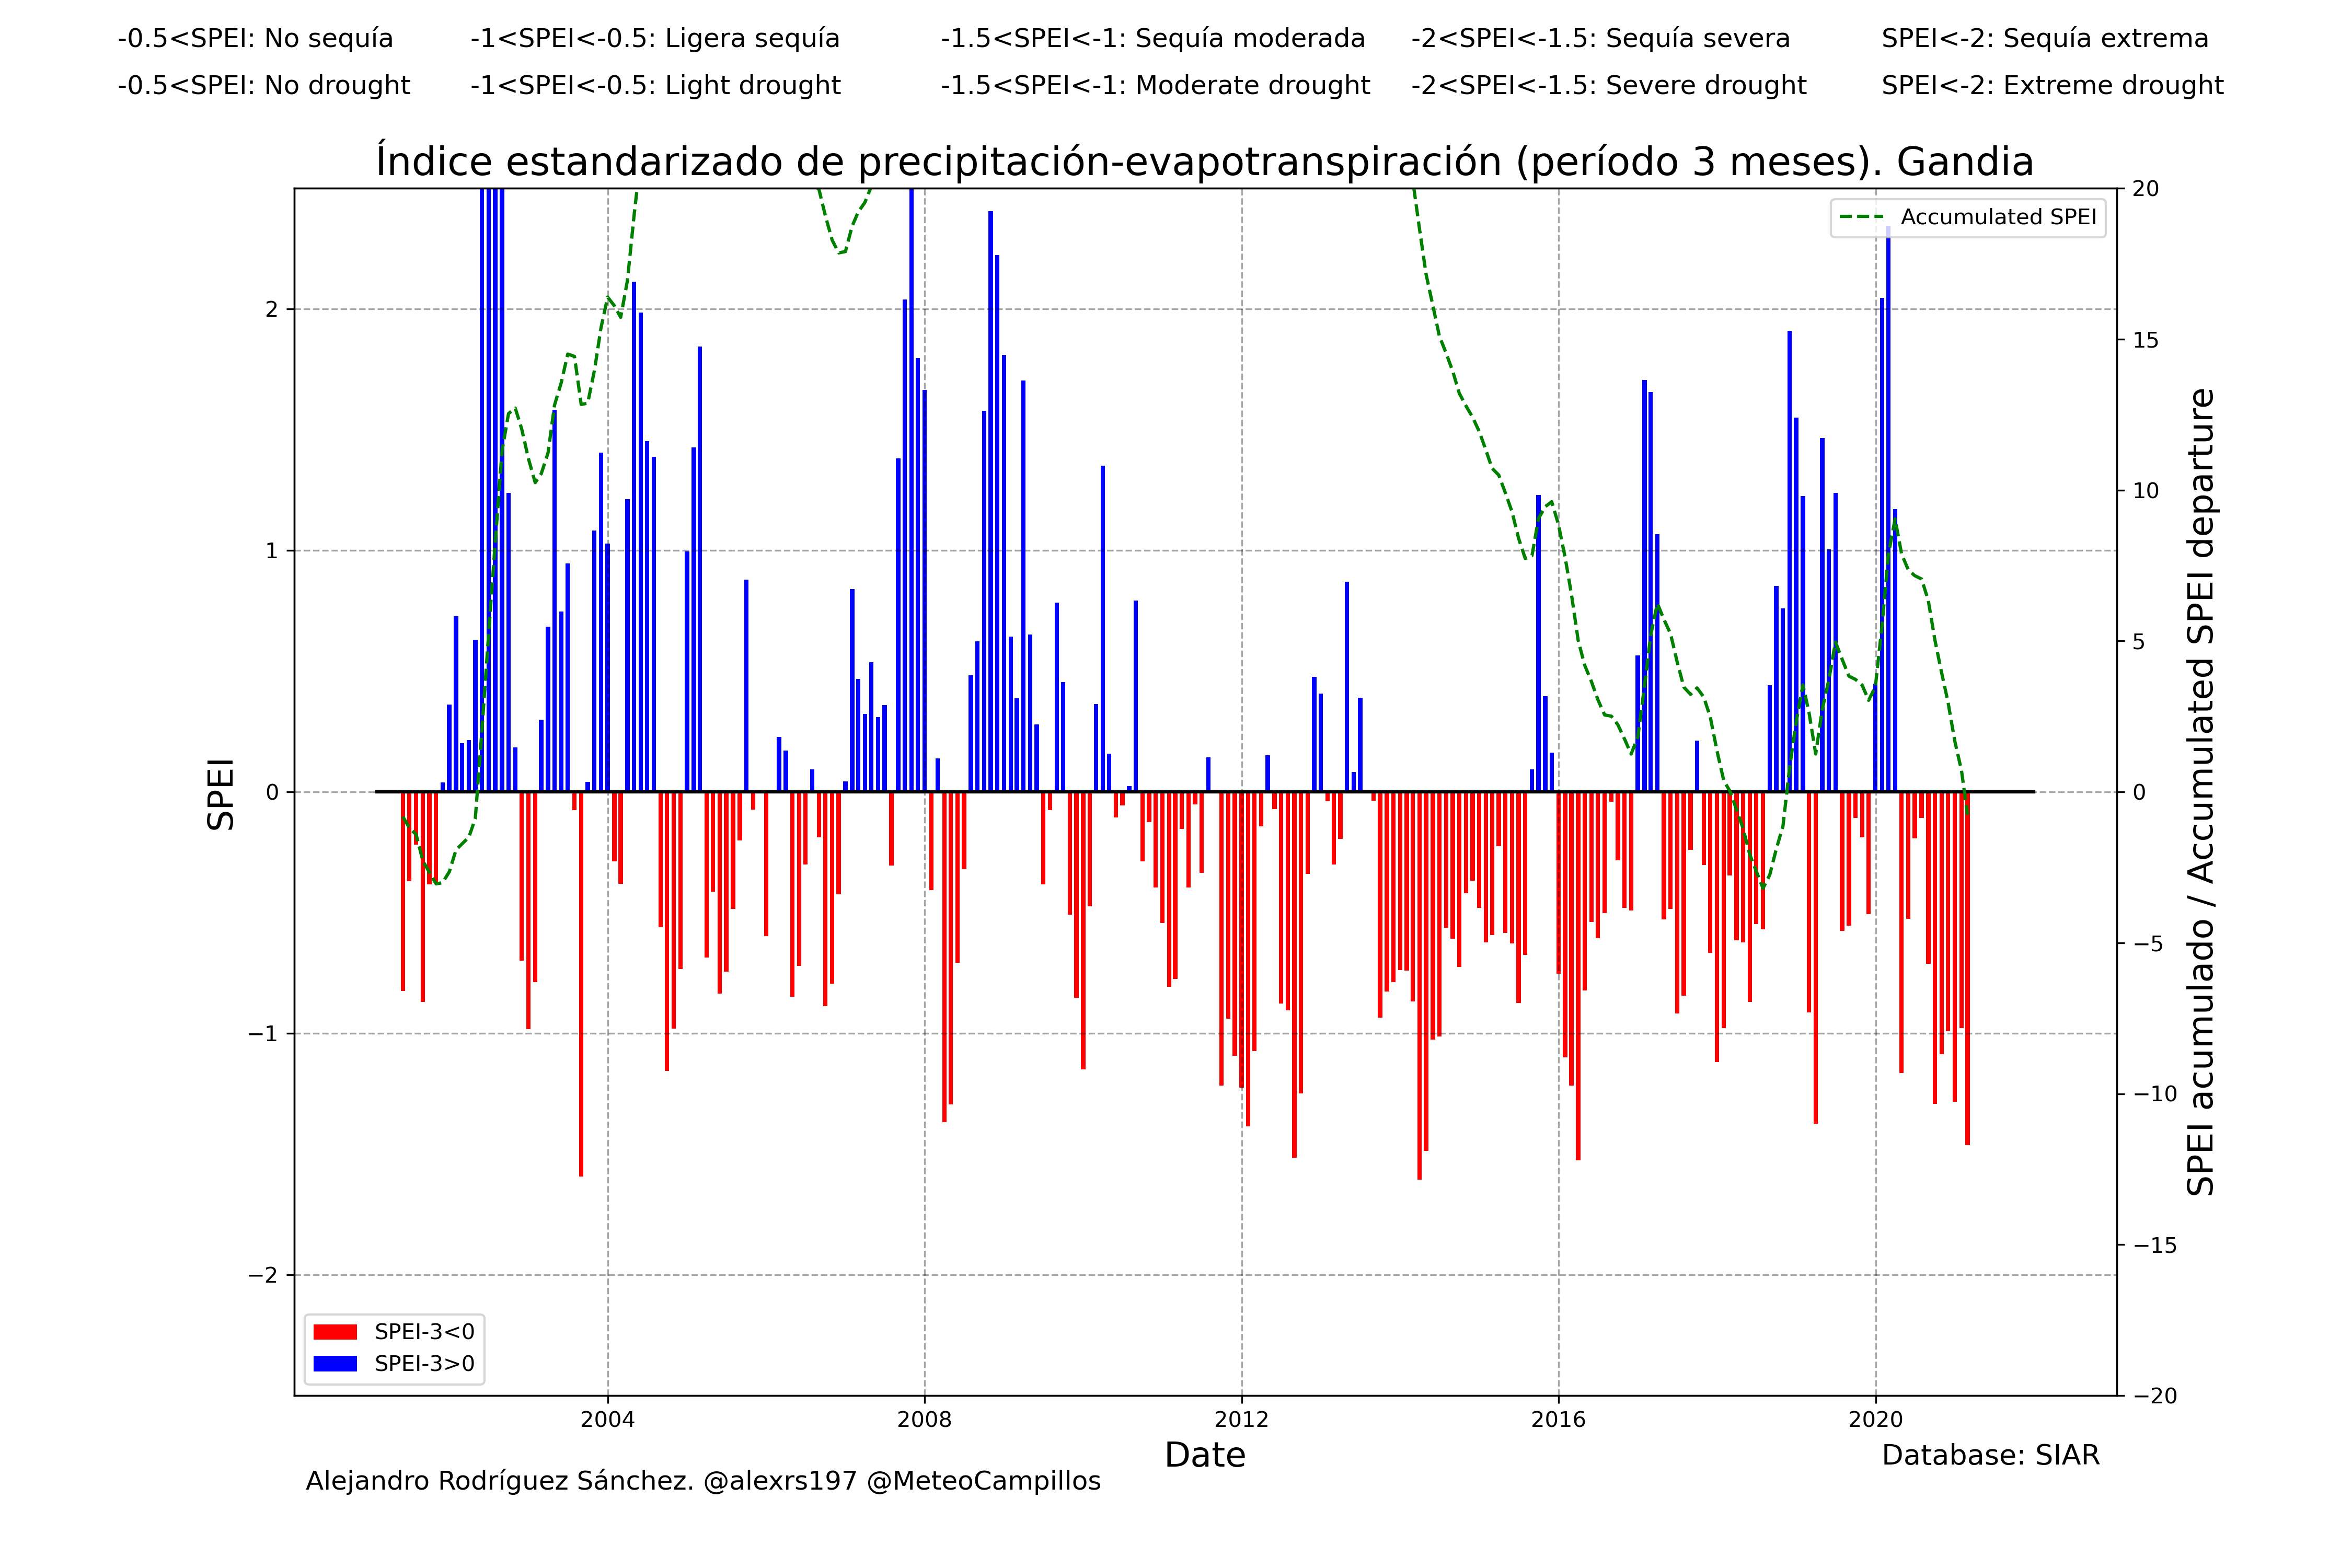 -0.5<SPEI: No sequía -1<SPEI<-0.5: Ligera sequía -1.5<SPEI<-1: Sequía moderada -2<SPEI<-1.5: Sequía severa SPEI<-2: Sequía extrema
-0.5<SPEI: No drought -1<SPEI<-0.5: Light drought -1.5<SPEI<-1: Moderate drought -2<SPEI<-1.5: Severe drought SPEI<-2: Extreme drought
Índice estandarizado de precipitación-evapotranspiración (período 3 meses). Gandia
Accumulated SPEI
SPEI
2
1
0
−1
−2
20
15
10
5
0
−5
−10
−15
−20
SPEI acumulado / Accumulated SPEI departure
SPEI-3<0
SPEI-3>0
2004 2008 2012 2016 2020
Date
Database: SIAR
Alejandro Rodríguez Sánchez. @alexrs197 @MeteoCampillos